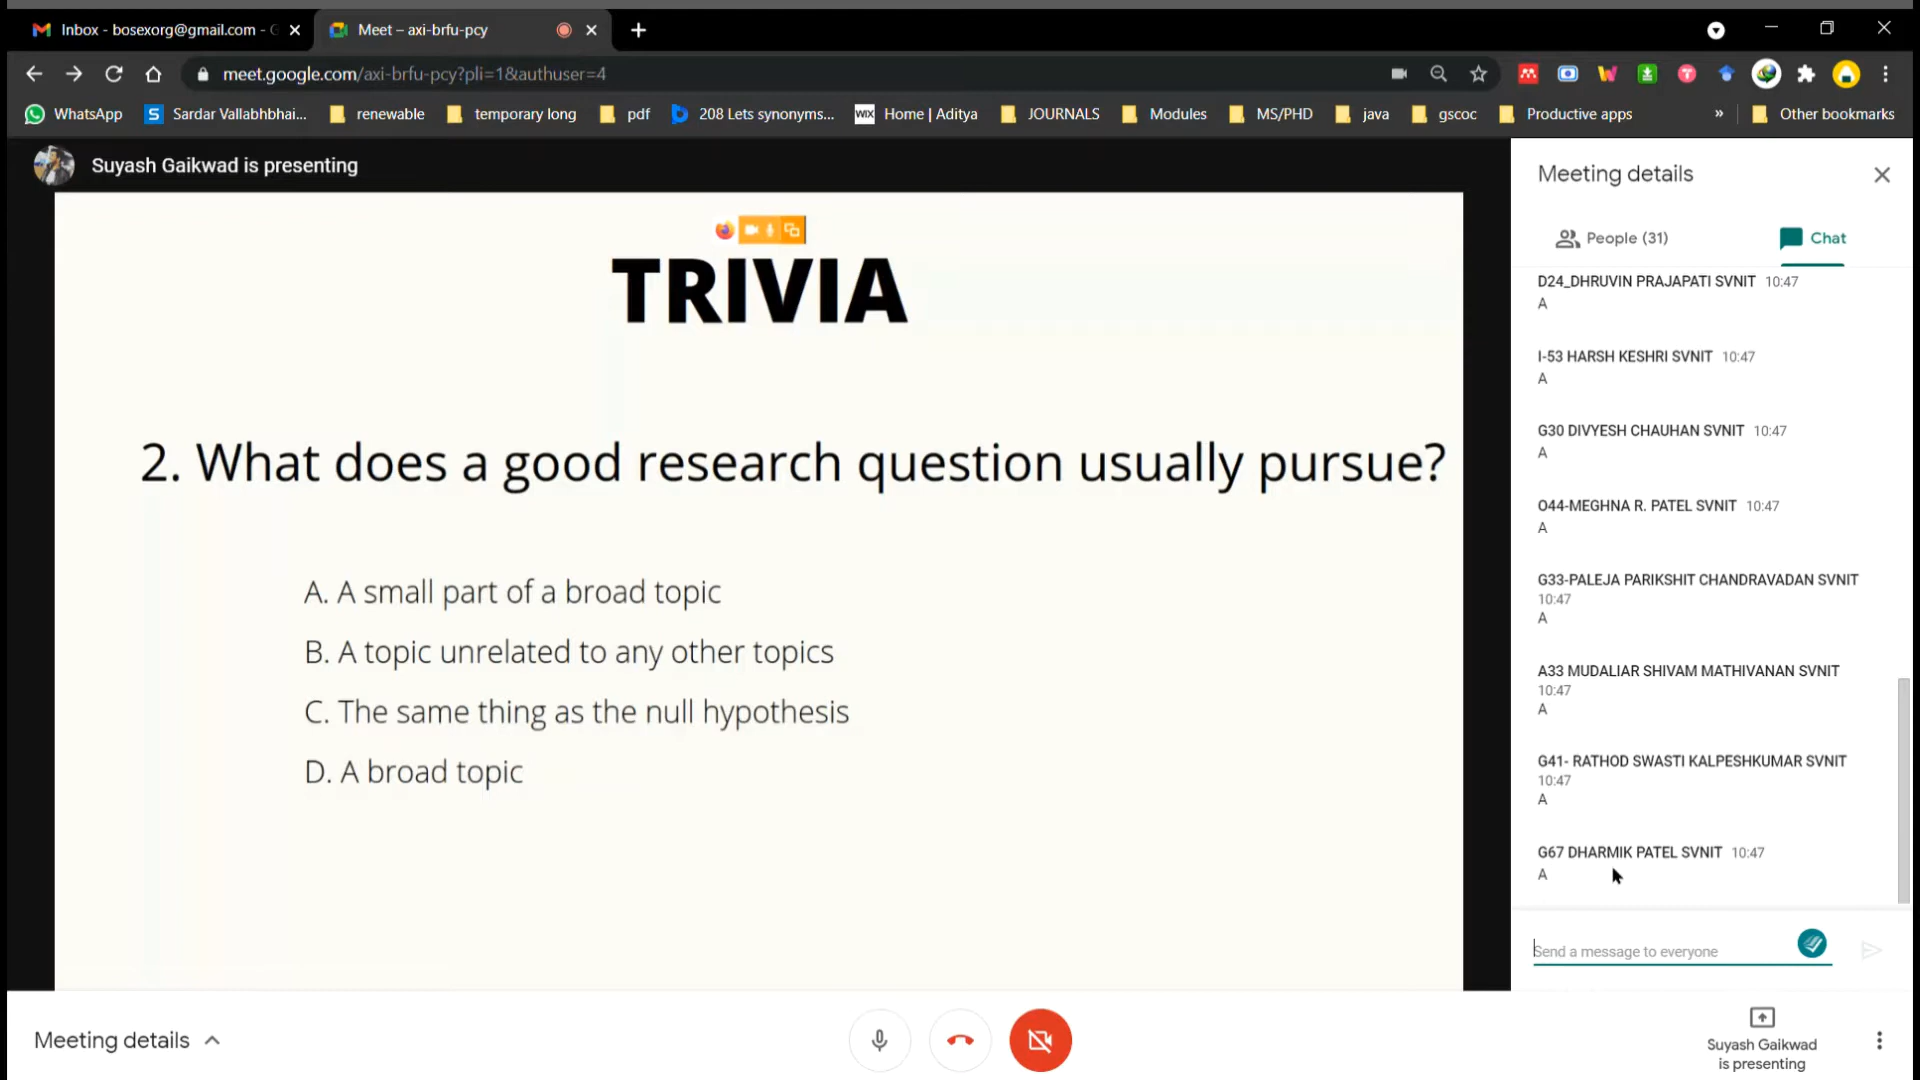 Inbox - bosexorg@gmail.com - G
Meet – axi-brfu-pcy
meet.google.com/axi-brfu-pcy?pli=1&authuser=4
WhatsApp
S
Sardar Vallabhbhai...
renewable
temporary long
pdf
208 Lets synonyms...
WIX
Home | Aditya
JOURNALS
Modules
MS/PHD
java
gscoc
Productive apps
»
Other bookmarks
Suyash Gaikwad is presenting
TRIVIA
2. What does a good research question usually pursue?
A. A small part of a broad topic
B. A topic unrelated to any other topics
C. The same thing as the null hypothesis
D. A broad topic
Meeting details
People (31)
Chat
D24_DHRUVIN PRAJAPATI SVNIT 10:47
A
I-53 HARSH KESHRI SVNIT 10:47
A
G30 DIVYESH CHAUHAN SVNIT 10:47
A
O44-MEGHNA R. PATEL SVNIT 10:47
A
G33-PALEJA PARIKSHIT CHANDRAVADAN SVNIT
10:47
A
A33 MUDALIAR SHIVAM MATHIVANAN SVNIT
10:47
A
G41- RATHOD SWASTI KALPESHKUMAR SVNIT
10:47
A
G67 DHARMIK PATEL SVNIT 10:47
A
Send a message to everyone
Meeting details
Suyash Gaikwad
is presenting